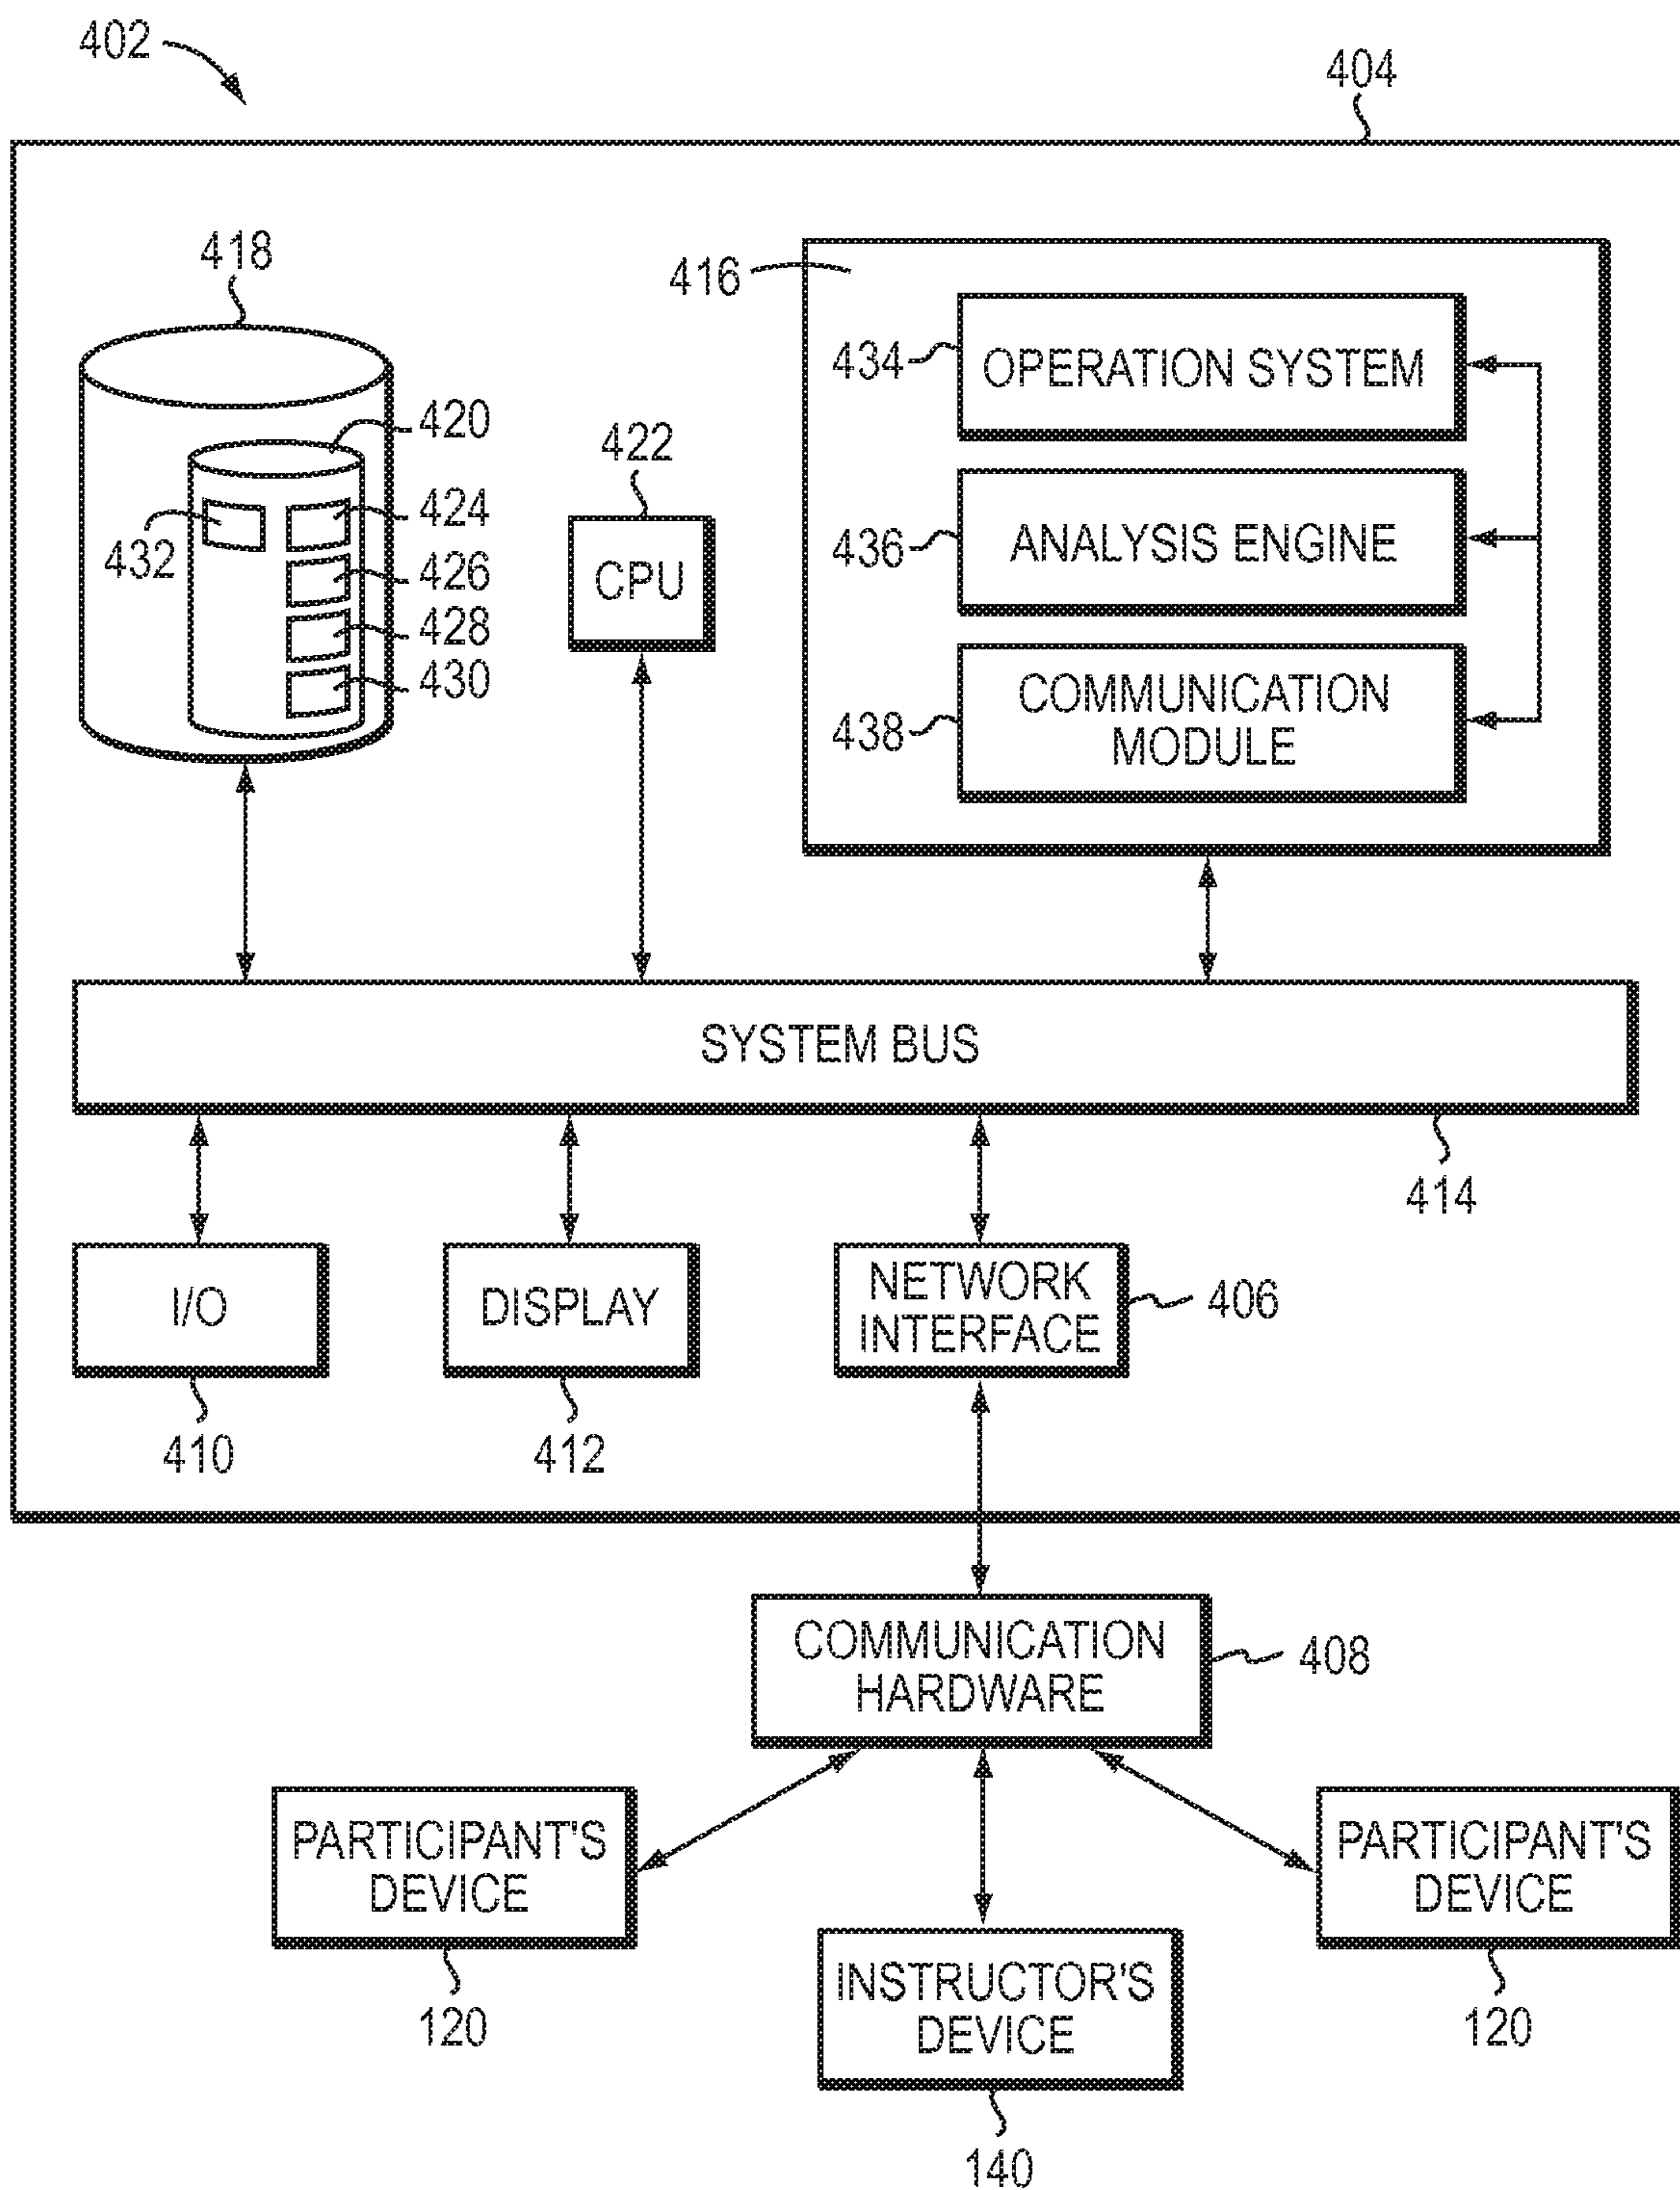 402
404
418
416
434
OPERATION SYSTEM
420
422
424
432
436
ANALYSIS ENGINE
CPU
426
428
430
438
COMMUNICATION
MODULE
SYSTEM BUS
414
I/O
DISPLAY
NETWORK
INTERFACE
406
410
412
COMMUNICATION
HARDWARE
408
PARTICIPANT'S
DEVICE
PARTICIPANT'S
DEVICE
INSTRUCTOR'S
DEVICE
120
120
140